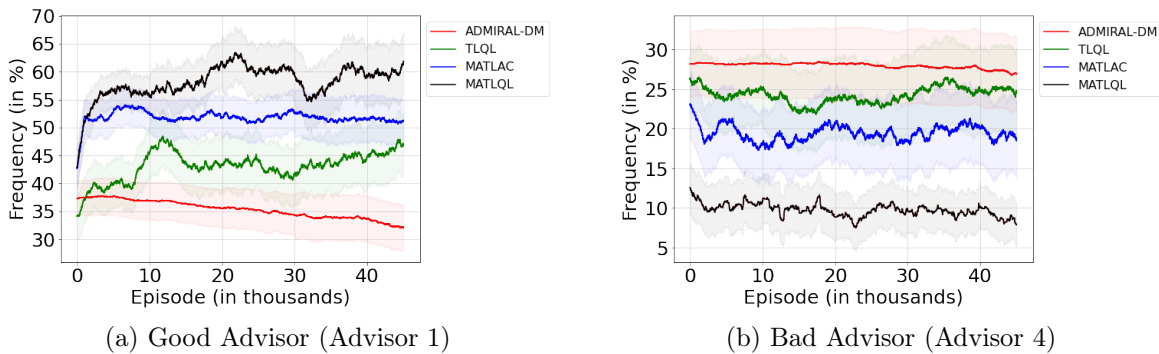 70
65
60
55
50
45
40
35
30
Frequency (in %)
0 10 20 30 40
Episode (in thousands)
ADMIRAL-DM
TLQL
MATLAC
MATLQL
(a) Good Advisor (Advisor 1)
30
25
20
15
10
5
Frequency (in %)
0 10 20 30 40
Episode (in thousands)
ADMIRAL-DM
TLQL
MATLAC
MATLQL
(b) Bad Advisor (Advisor 4)